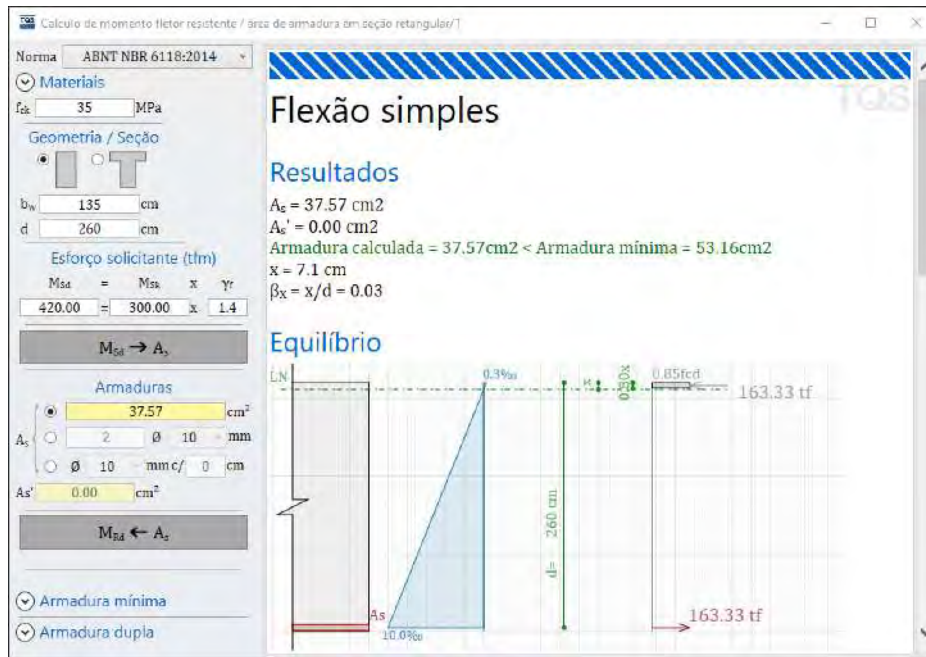 TQS Calculo de momento fletor resistente / área de armadura em seção retangular/T
Norma ABNT NBR 6118:2014
Materiais
fck 35 MPa
Geometria / Seção
bw 135 cm
d 260 cm
Esforço solicitante (tfm)
MSd = MSk x γf
420.00 = 300.00 x 1.4
MSd → As
Armaduras
37.57 cm²
As 2 Ø 10 mm
Ø 10 mm c/ 0 cm
As' 0.00 cm²
MRd ← As
Armadura mínima
Armadura dupla
TQS
Flexão simples
Resultados
As = 37.57 cm2
As' = 0.00 cm2
Armadura calculada = 37.57cm2 < Armadura mínima = 53.16cm2
x = 7.1 cm
βx = x/d = 0.03
Equilíbrio
LN 0.3‰ x 0.80x 0.85fcd
163.33 tf
d= 260 cm
As 163.33 tf
10.0‰